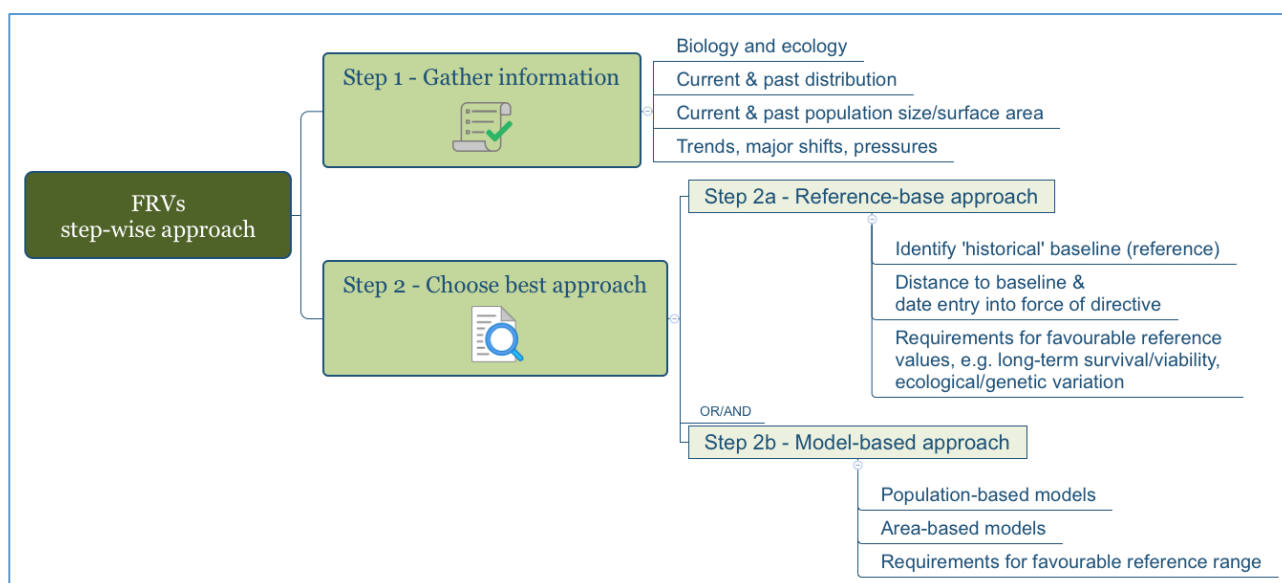 FRVs
step-wise approach
Step 1 - Gather information
Biology and ecology
Current & past distribution
Current & past population size/surface area
Trends, major shifts, pressures
Step 2 - Choose best approach
Step 2a - Reference-base approach
Identify 'historical' baseline (reference)
Distance to baseline &
date entry into force of directive
Requirements for favourable reference
values, e.g. long-term survival/viability,
ecological/genetic variation
OR/AND
Step 2b - Model-based approach
Population-based models
Area-based models
Requirements for favourable reference range